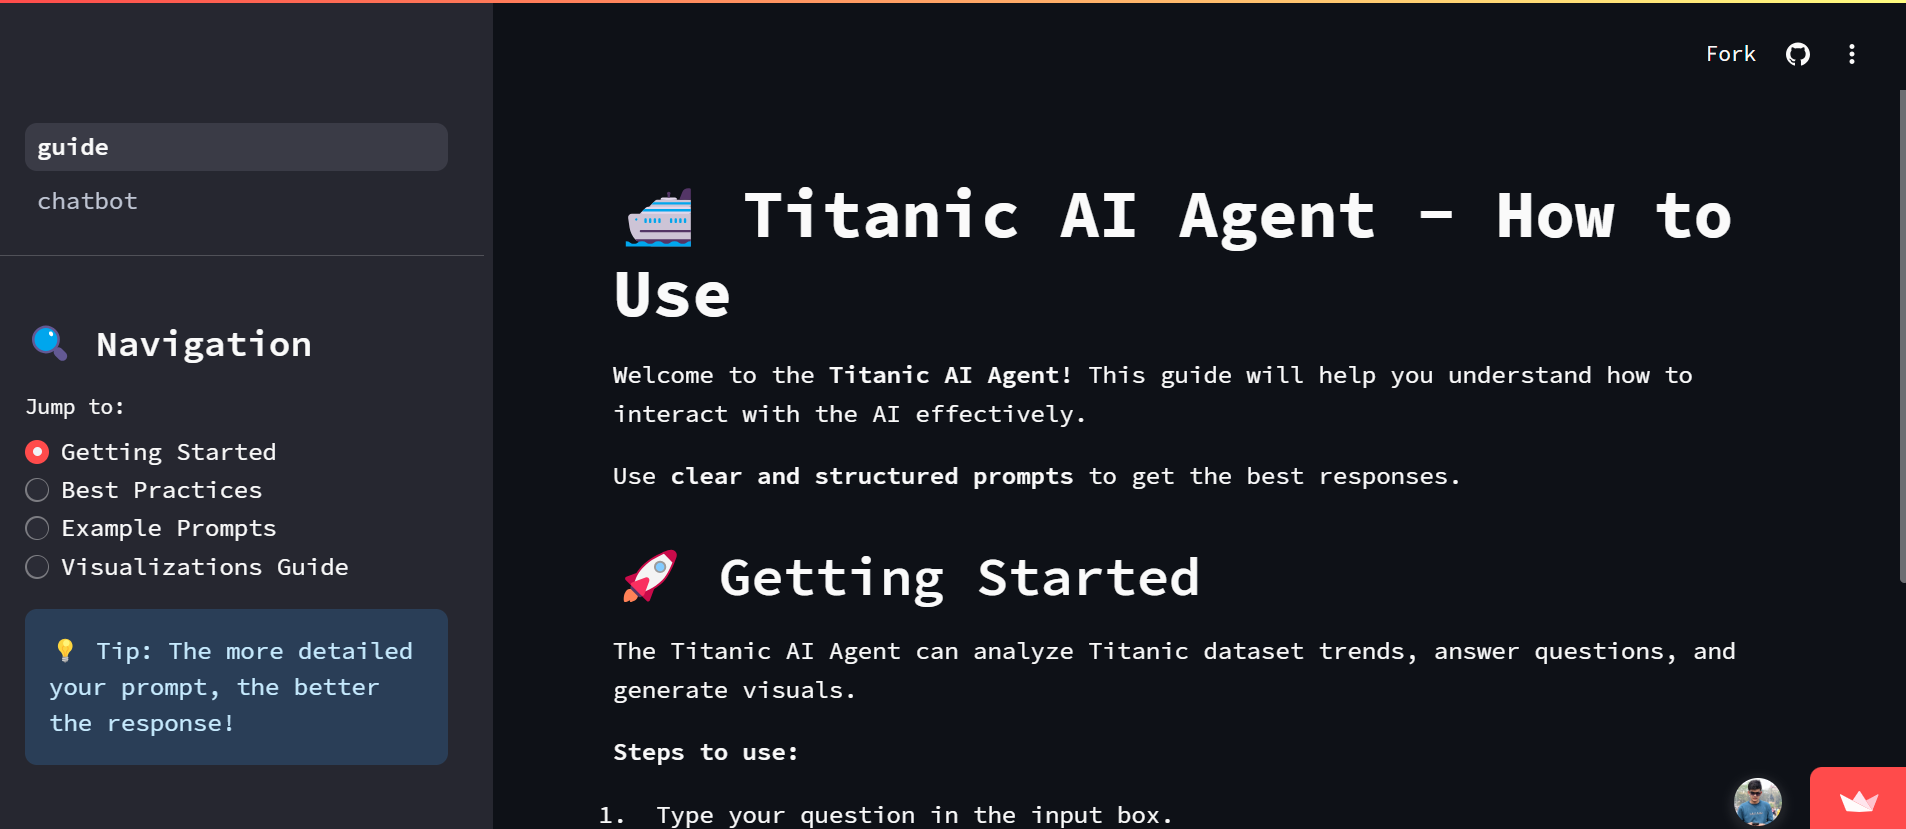 Fork
guide
chatbot
Navigation
Jump to:
Getting Started
Best Practices
Example Prompts
Visualizations Guide
Tip: The more detailed
your prompt, the better
the response!
Titanic AI Agent - How to
Use
Welcome to the Titanic AI Agent! This guide will help you understand how to
interact with the AI effectively.
Use clear and structured prompts to get the best responses.
Getting Started
The Titanic AI Agent can analyze Titanic dataset trends, answer questions, and
generate visuals.
Steps to use:
1. Type your question in the input box.